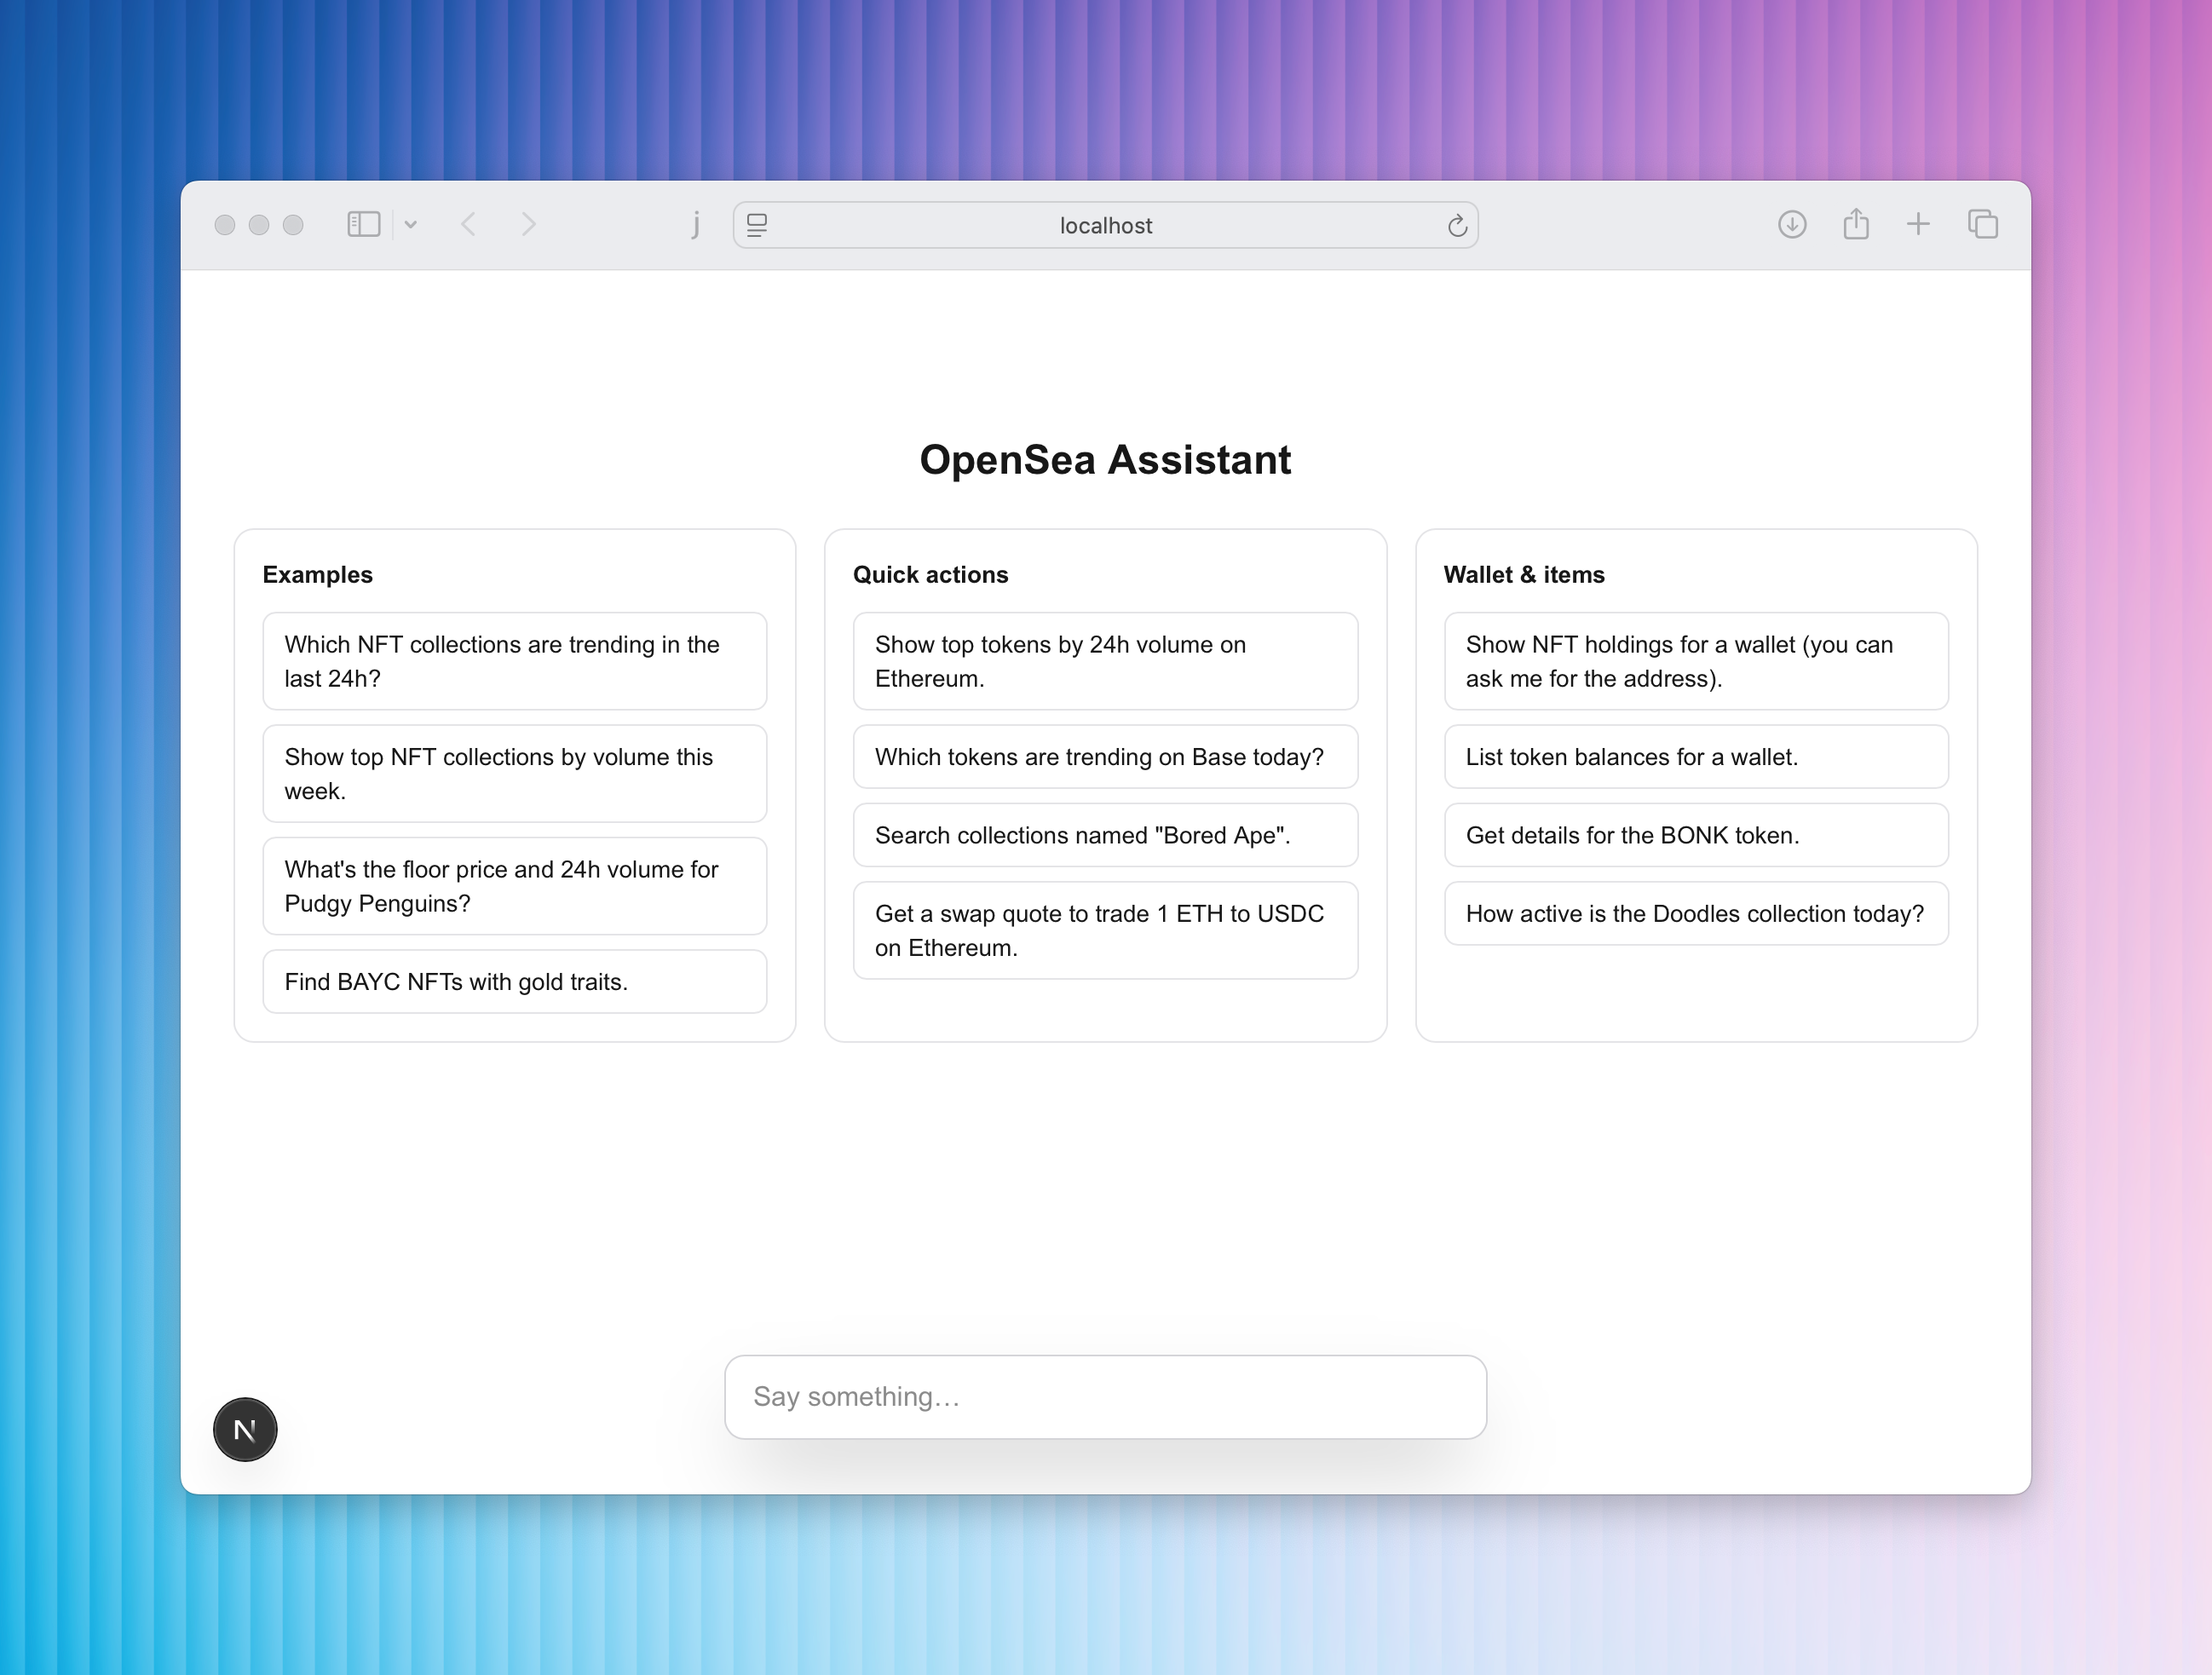 j
localhost
OpenSea Assistant
Examples
Which NFT collections are trending in the
last 24h?
Show top NFT collections by volume this
week.
What's the floor price and 24h volume for
Pudgy Penguins?
Find BAYC NFTs with gold traits.
Quick actions
Show top tokens by 24h volume on
Ethereum.
Which tokens are trending on Base today?
Search collections named "Bored Ape".
Get a swap quote to trade 1 ETH to USDC
on Ethereum.
Wallet & items
Show NFT holdings for a wallet (you can
ask me for the address).
List token balances for a wallet.
Get details for the BONK token.
How active is the Doodles collection today?
Say something…
N